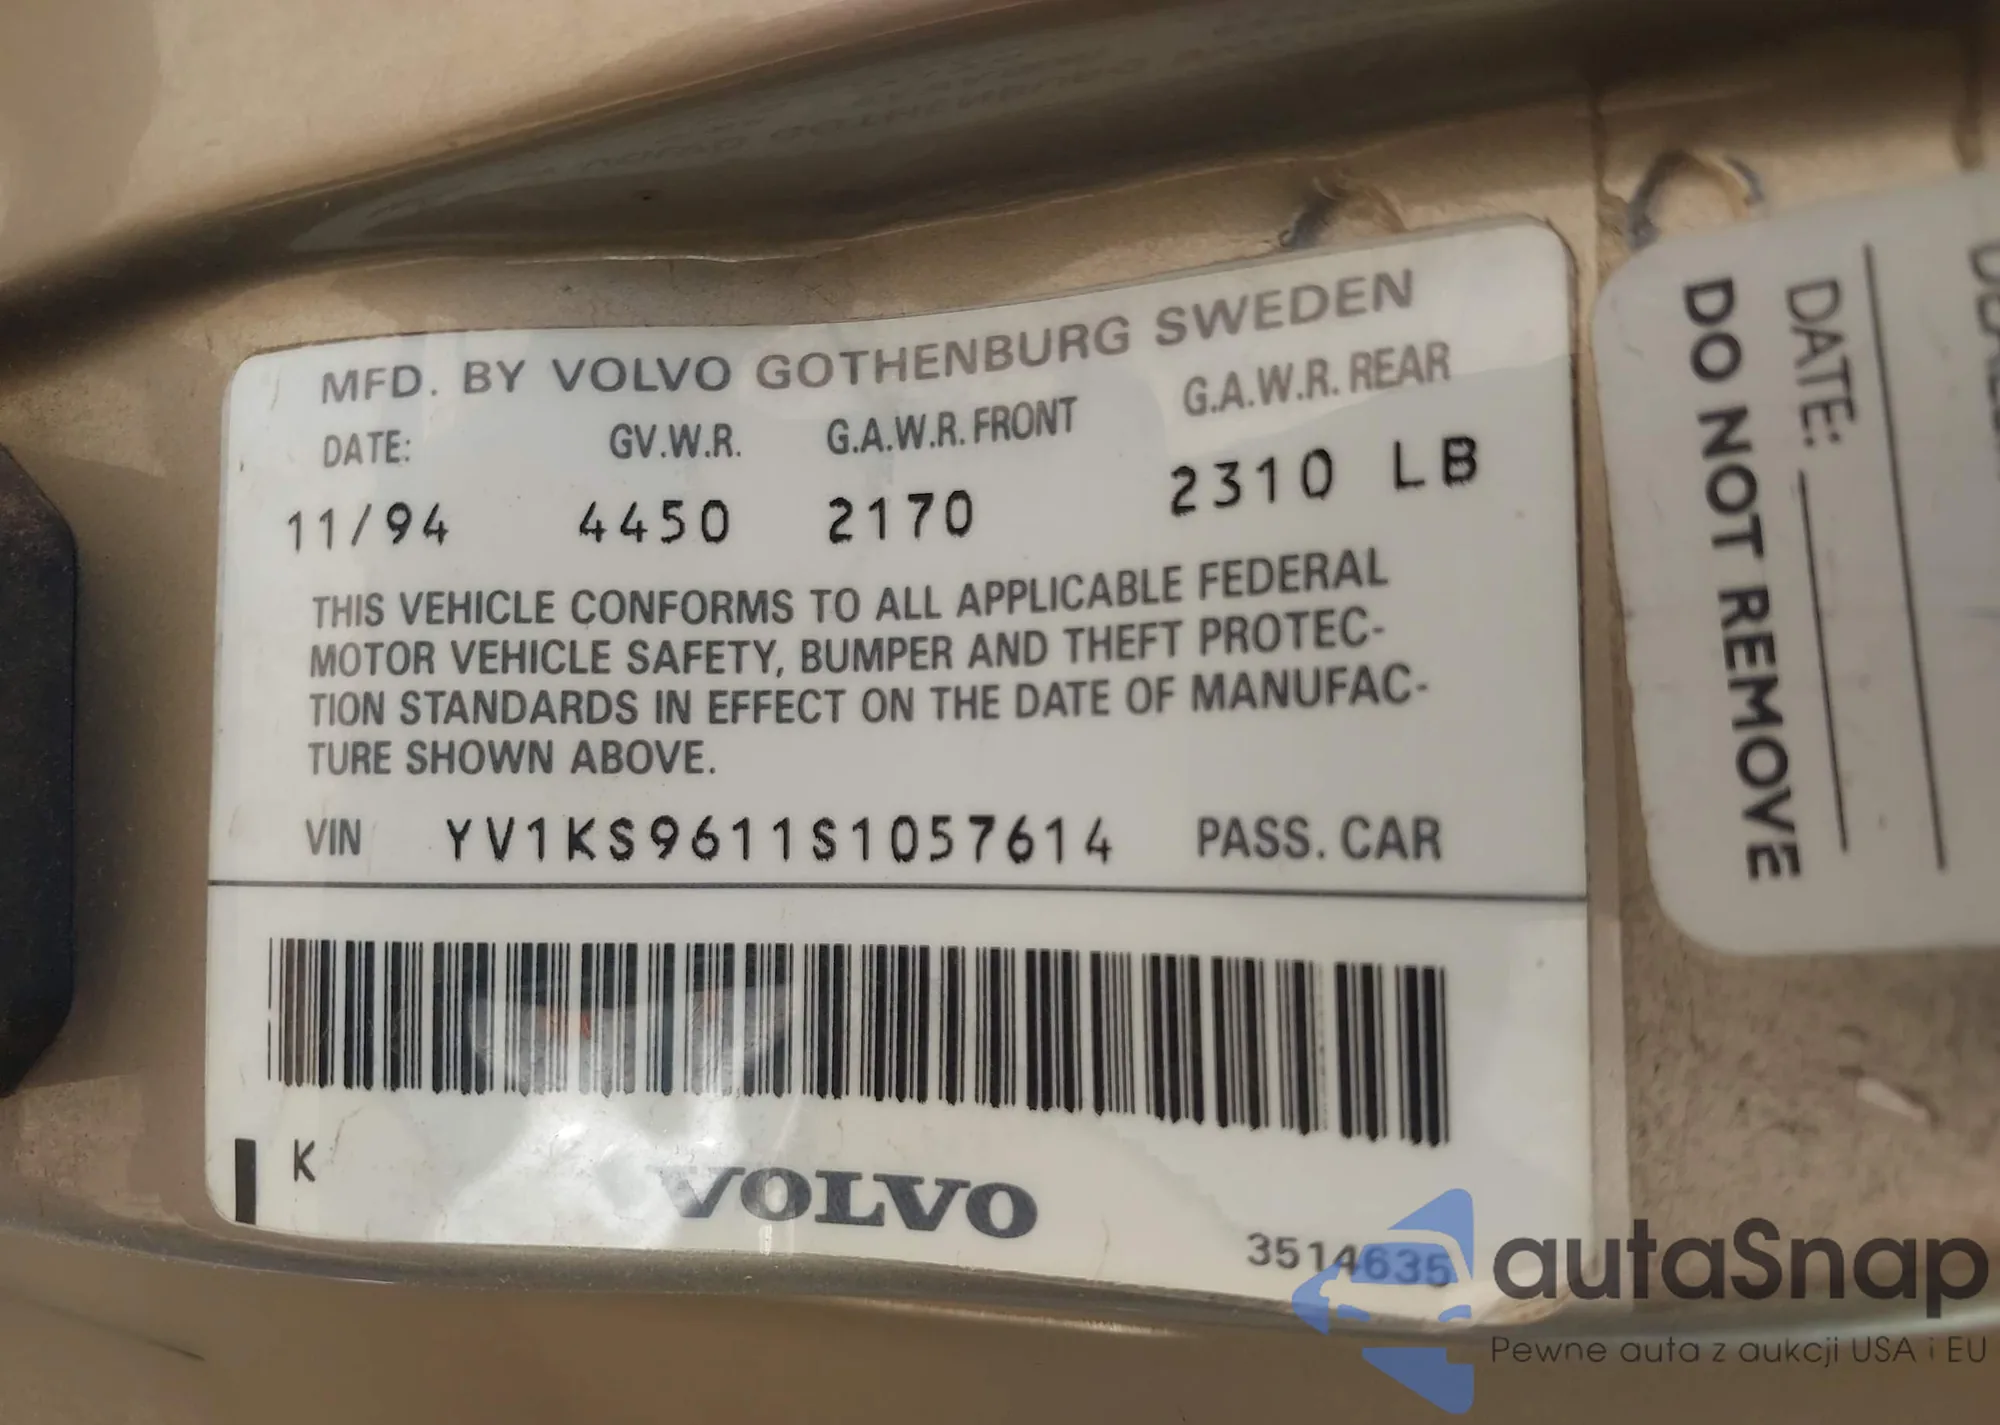 MFD. BY VOLVO GOTHENBURG SWEDEN
DATE: GV.W.R. G.A.W.R. FRONT G.A.W.R. REAR
11/94 4450 2170 2310 LB
THIS VEHICLE CONFORMS TO ALL APPLICABLE FEDERAL
MOTOR VEHICLE SAFETY, BUMPER AND THEFT PROTEC-
TION STANDARDS IN EFFECT ON THE DATE OF MANUFAC-
TURE SHOWN ABOVE.
VIN YV1KS9611S1057614 PASS. CAR
K
VOLVO
3514635
DO NOT REMOVE
DATE:
autaSnap
Pewne auta z aukcji USA i EU